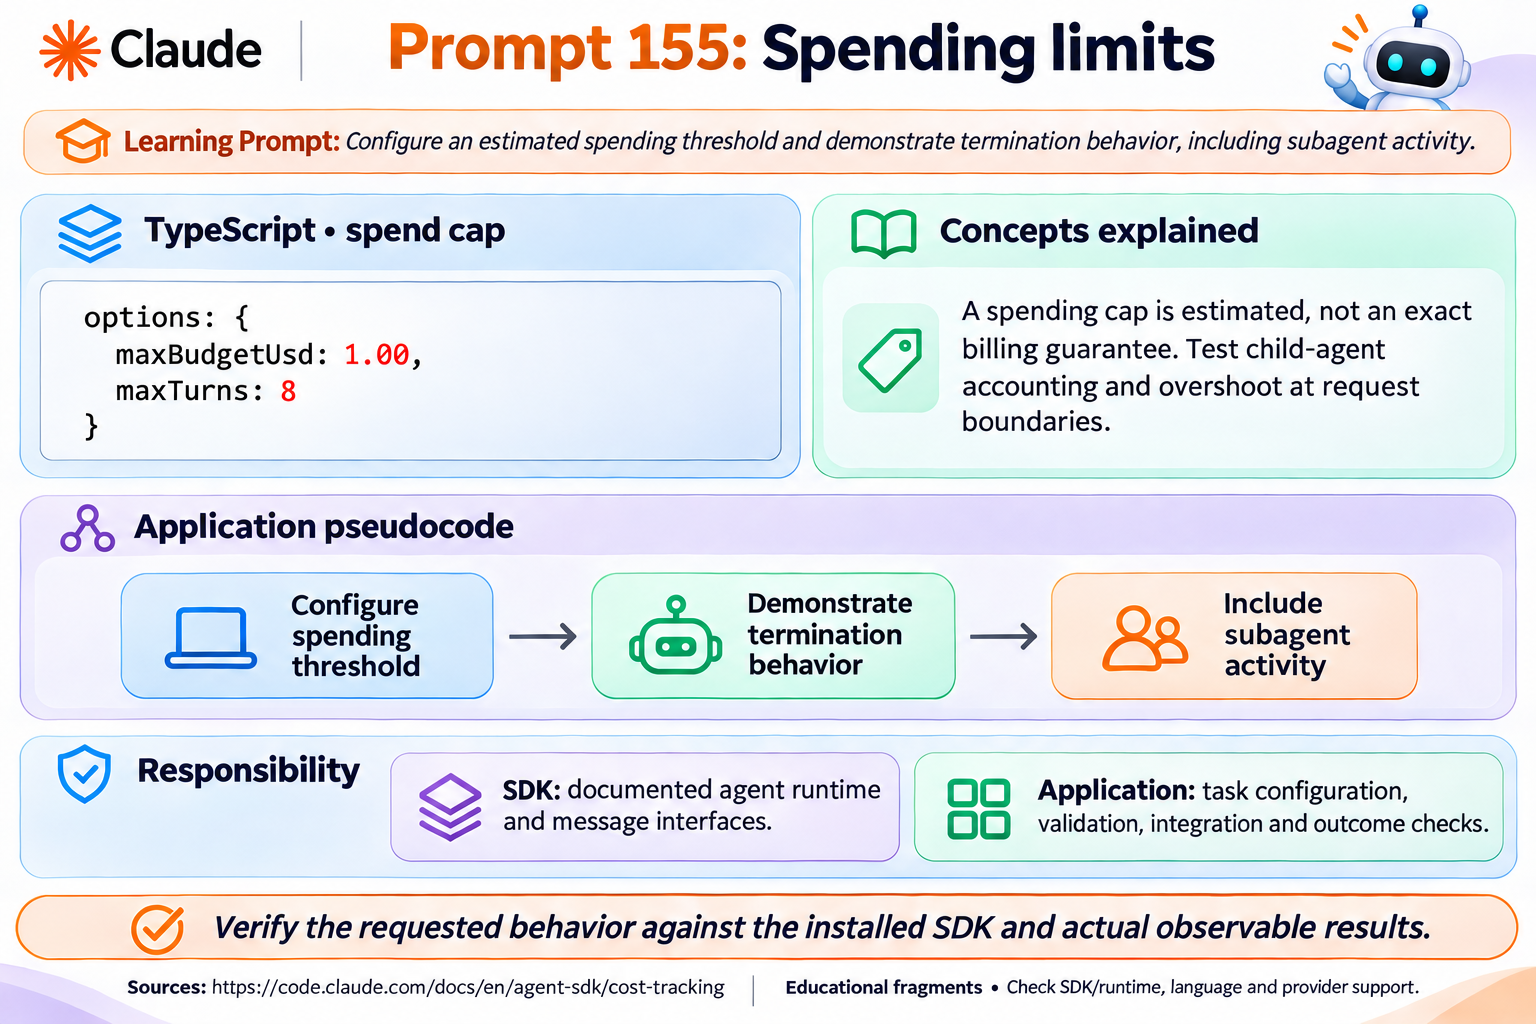 Claude
Prompt 155: Spending limits
Learning Prompt: Configure an estimated spending threshold and demonstrate termination behavior, including subagent activity.
TypeScript • spend cap
options: {
  maxBudgetUsd: 1.00,
  maxTurns: 8
}
Concepts explained
A spending cap is estimated, not an exact
billing guarantee. Test child-agent
accounting and overshoot at request
boundaries.
Application pseudocode
Configure
spending
threshold
Demonstrate
termination
behavior
Include
subagent
activity
Responsibility
SDK: documented agent runtime
and message interfaces.
Application: task configuration,
validation, integration and outcome checks.
Verify the requested behavior against the installed SDK and actual observable results.
Sources: https://code.claude.com/docs/en/agent-sdk/cost-tracking
Educational fragments • Check SDK/runtime, language and provider support.